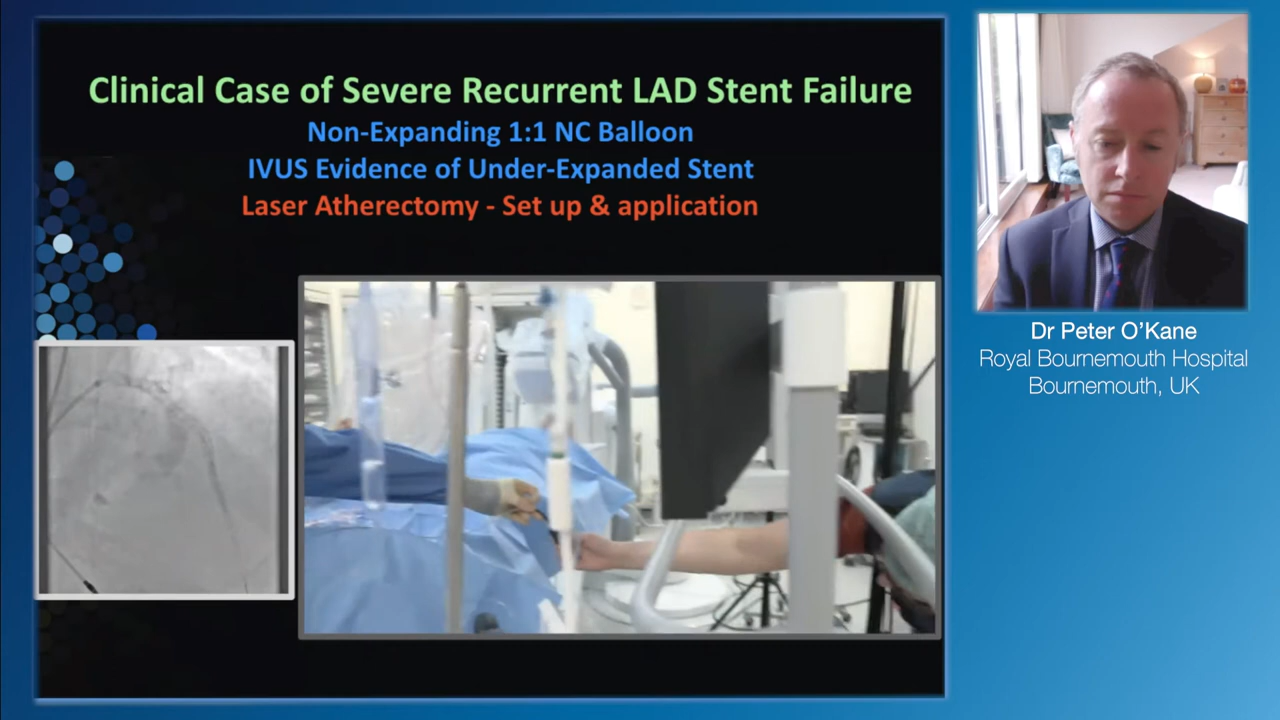 Clinical Case of Severe Recurrent LAD Stent Failure
Non-Expanding 1:1 NC Balloon
IVUS Evidence of Under-Expanded Stent
Laser Atherectomy - Set up & application
Dr Peter O’Kane
Royal Bournemouth Hospital
Bournemouth, UK